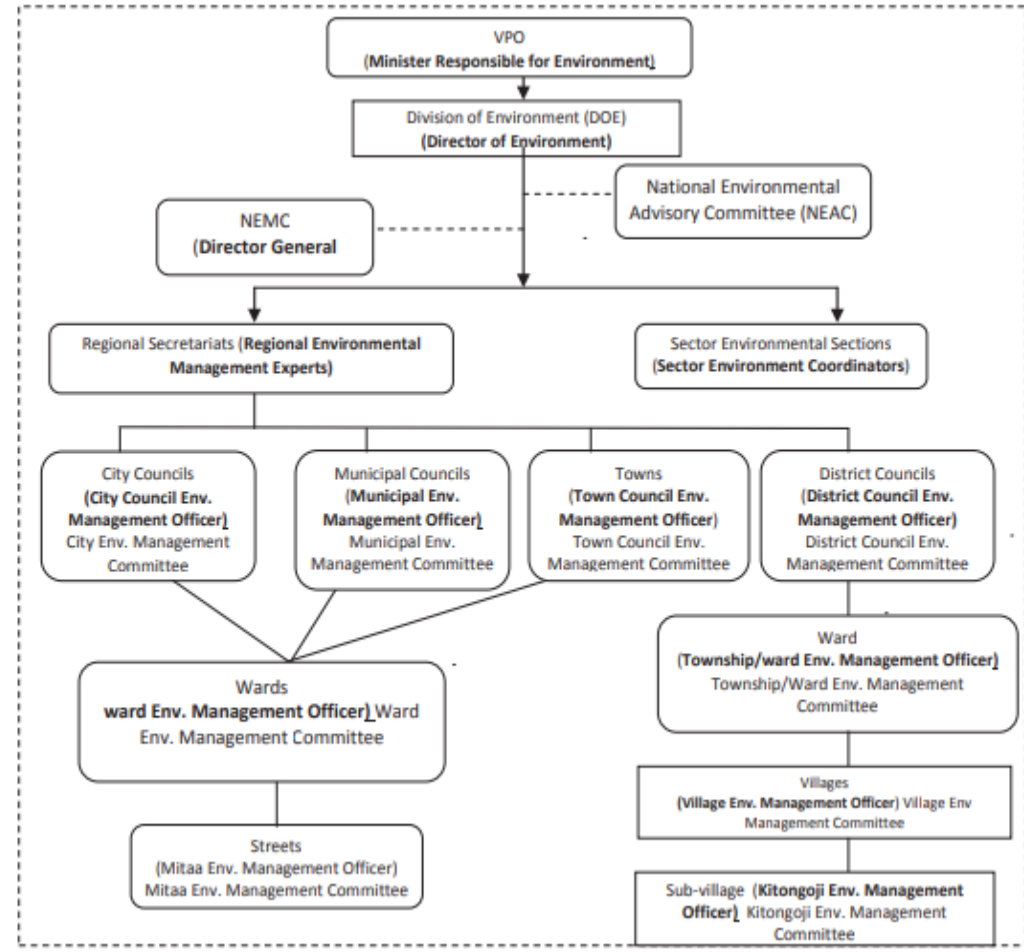 VPO
(Minister Responsible for Environment)
Division of Environment (DOE)
(Director of Environment)
National Environmental
Advisory Committee (NEAC)
NEMC
(Director General
Regional Secretariats (Regional Environmental
Management Experts)
Sector Environmental Sections
(Sector Environment Coordinators)
City Councils
(City Council Env.
Management Officer)
City Env. Management
Committee
Municipal Councils
(Municipal Env.
Management Officer)
Municipal Env.
Management Committee
Towns
(Town Council Env.
Management Officer)
Town Council Env.
Management Committee
District Councils
(District Council Env.
Management Officer)
District Council Env.
Management Committee
Wards
ward Env. Management Officer) Ward
Env. Management Committee
Ward
(Township/ward Env. Management Officer)
Township/Ward Env. Management
Committee
Streets
(Mitaa Env. Management Officer)
Mitaa Env. Management Committee
Villages
(Village Env. Management Officer) Village Env
Management Committee
Sub-village (Kitongoji Env. Management
Officer) Kitongoji Env. Management
Committee